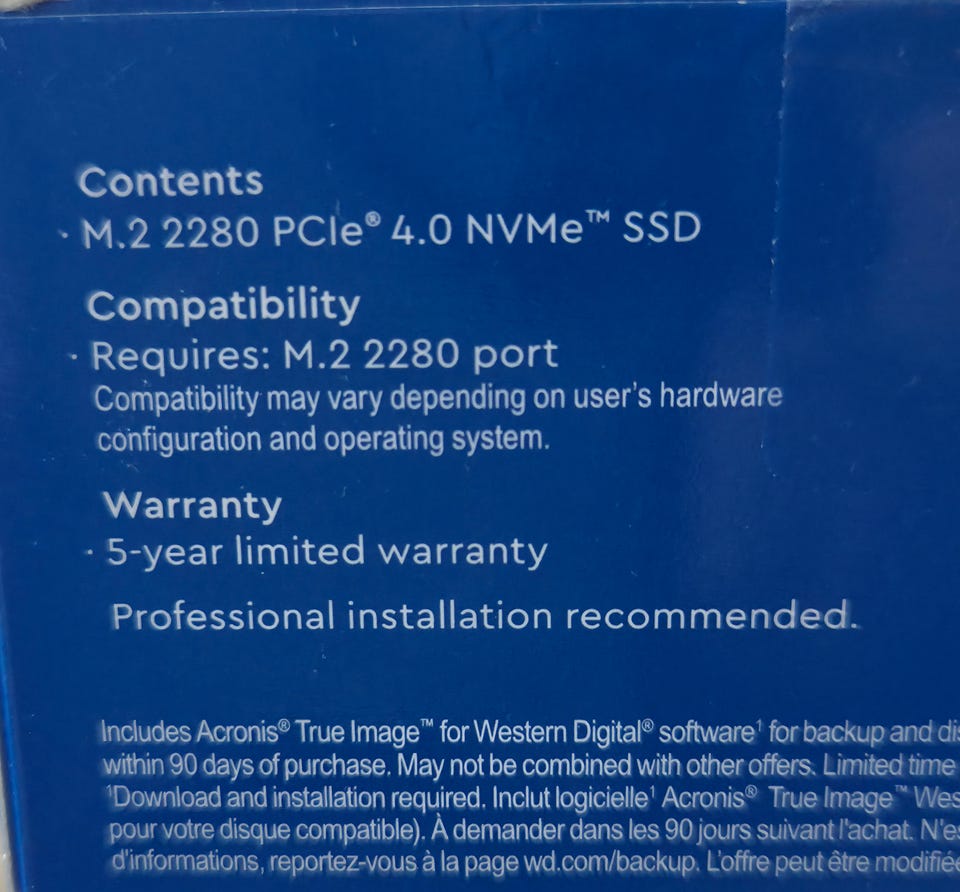 Contents
· M.2 2280 PCIe® 4.0 NVMe™ SSD
Compatibility
· Requires: M.2 2280 port
Compatibility may vary depending on user's hardware
configuration and operating system.
Warranty
· 5-year limited warranty
Professional installation recommended.
Includes Acronis® True Image™ for Western Digital® software¹ for backup and
within 90 days of purchase. May not be combined with other offers. Limited time
¹Download and installation required. Inclut logicielle¹ Acronis® True Image™
pour votre disque compatible). À demander dans les 90 jours suivant l'achat.
d'informations, reportez-vous à la page wd.com/backup. L'offre peut être